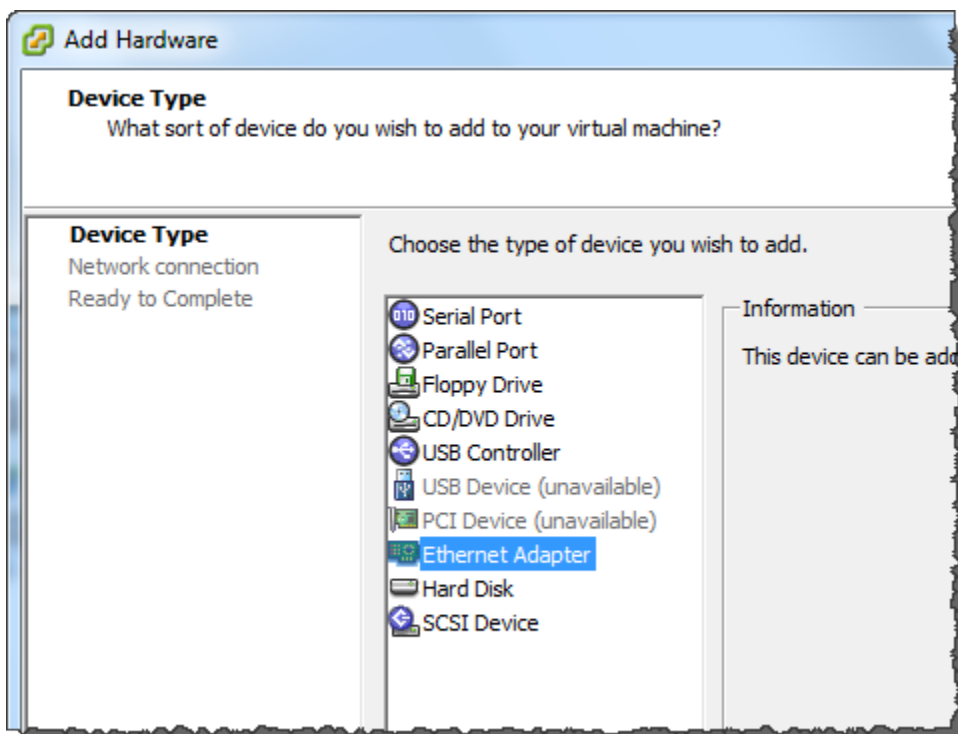 Add Hardware
Device Type
What sort of device do you wish to add to your virtual machine?
Device Type
Network connection
Ready to Complete
Choose the type of device you wish to add.
Serial Port
Parallel Port
Floppy Drive
CD/DVD Drive
USB Controller
USB Device (unavailable)
PCI Device (unavailable)
Ethernet Adapter
Hard Disk
SCSI Device
Information
This device can be